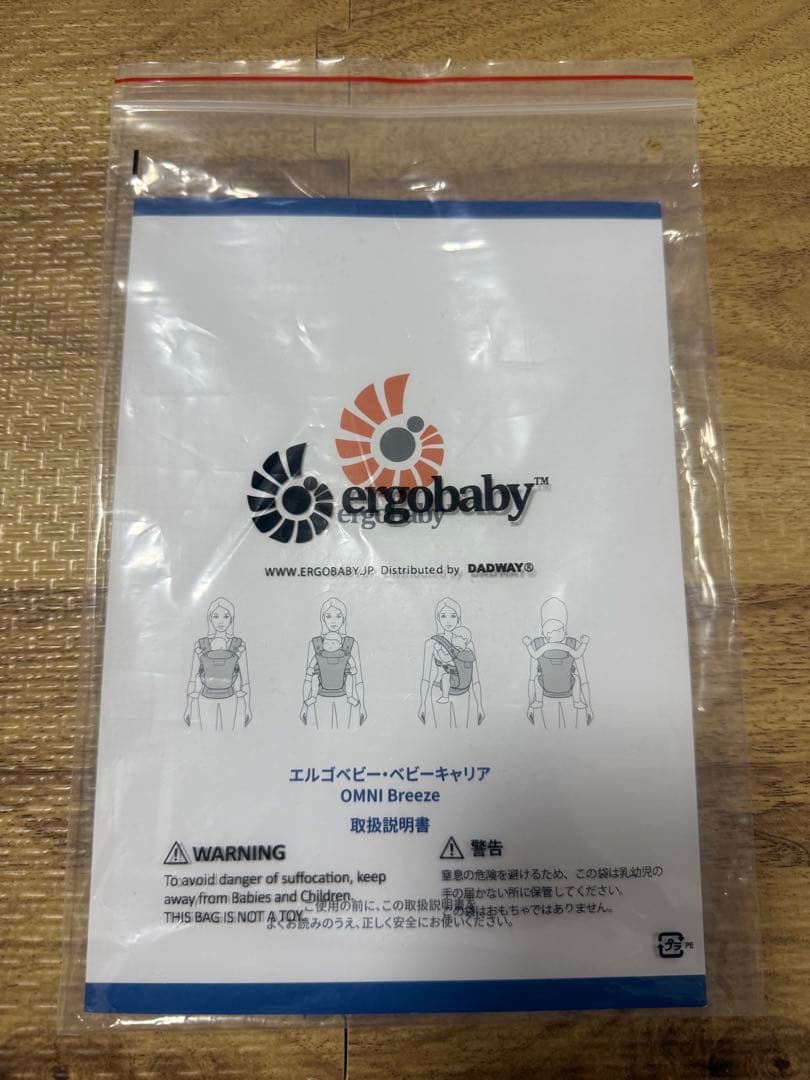 ergobaby™
ergobaby
WWW.ERGOBABY.JP Distributed by DADWAY®
エルゴベビー・ベビーキャリア
OMNI Breeze
取扱説明書
WARNING
To avoid danger of suffocation, keep
away from Babies and Children.
THIS BAG IS NOT A TOY.
警告
窒息の危険を避けるため、この袋は乳幼児の
手の届かない所に保管してください。
この袋はおもちゃではありません。
ご使用の前に、この取扱説明書を
よくお読みのうえ、正しく安全にお使いください。
プラ PE